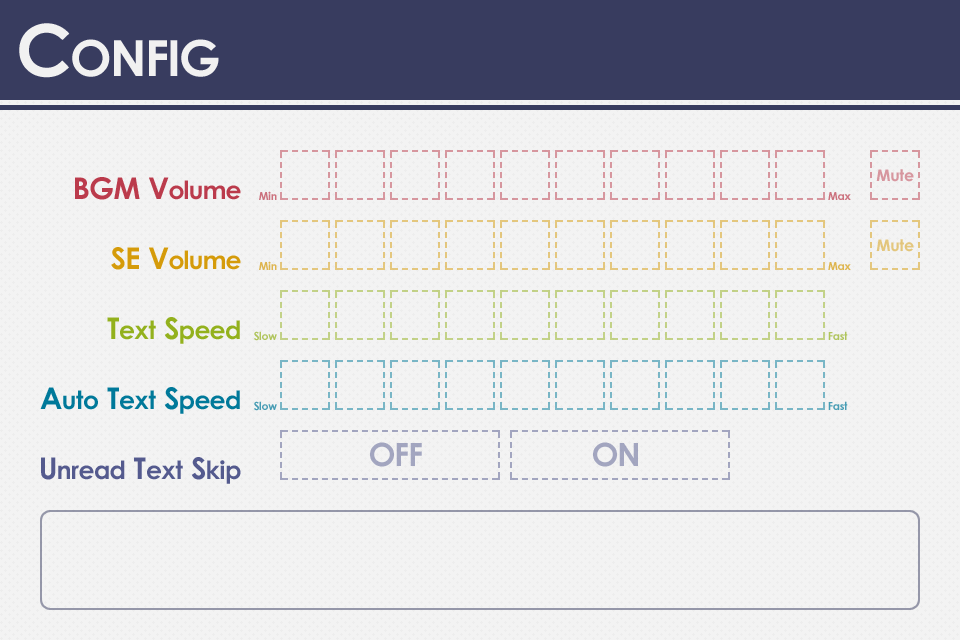 Config
BGM Volume Min Max Mute
SE Volume Min Max Mute
Text Speed Slow Fast
Auto Text Speed Slow Fast
Unread Text Skip OFF ON